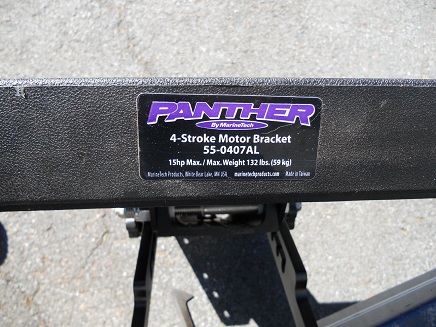 PANTHER
By MarineTech
4-Stroke Motor Bracket
55-0407AL
15hp Max. / Max. Weight 132 lbs. (59 kg)
MarineTech Products, White Bear Lake, MN USA marinetechproducts.com Made in Taiwan